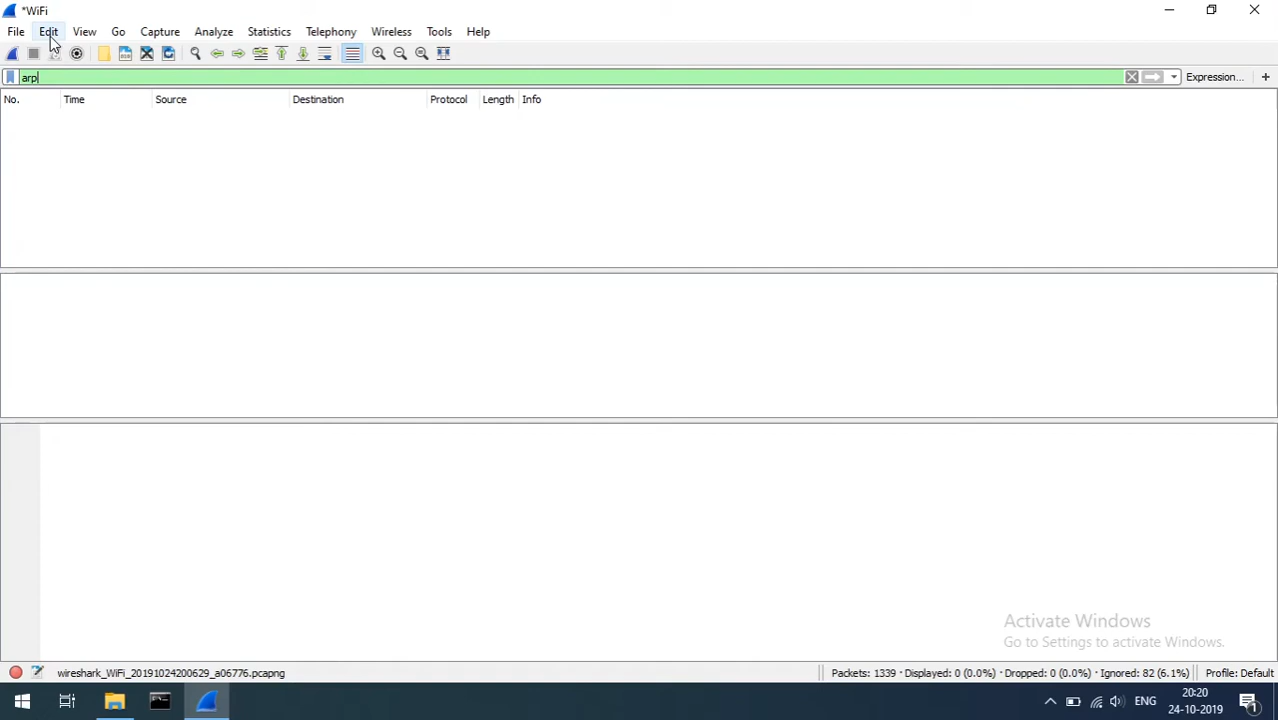 *WiFi
File Edit View Go Capture Analyze Statistics Telephony Wireless Tools Help
arp Expression... +
No. Time Source Destination Protocol Length Info
Activate Windows
Go to Settings to activate Windows.
wireshark_WiFi_20191024200629_a06776.pcapng Packets: 1339 · Displayed: 0 (0.0%) · Dropped: 0 (0.0%) · Ignored: 82 (6.1%) Profile: Default
ENG 20:20 1
24-10-2019